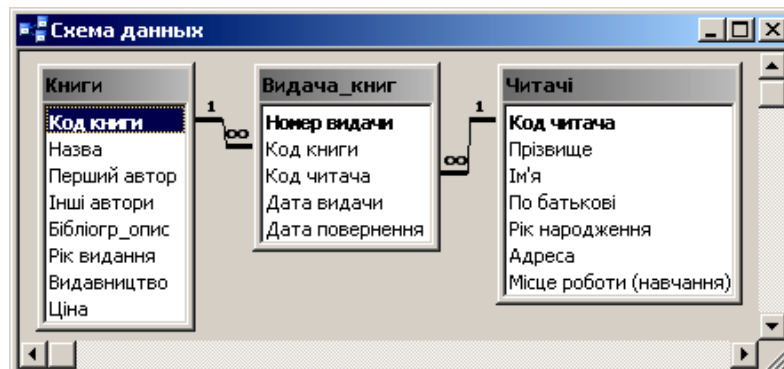 Схема данных
Книги
Код книги
Назва
Перший автор
Інші автори
Бібліогр_опис
Рік видання
Видавництво
Ціна
1
∞
Видача_книг
Номер видачи
Код книги
Код читача
Дата видачи
Дата повернення
1
∞
Читачі
Код читача
Прізвище
Ім'я
По батькові
Рік народження
Адреса
Місце роботи (навчання)